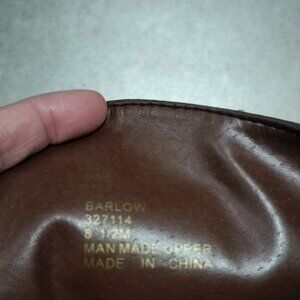 BARLOW
327114
8 1/2M
MAN MADE UPPER
MADE IN CHINA